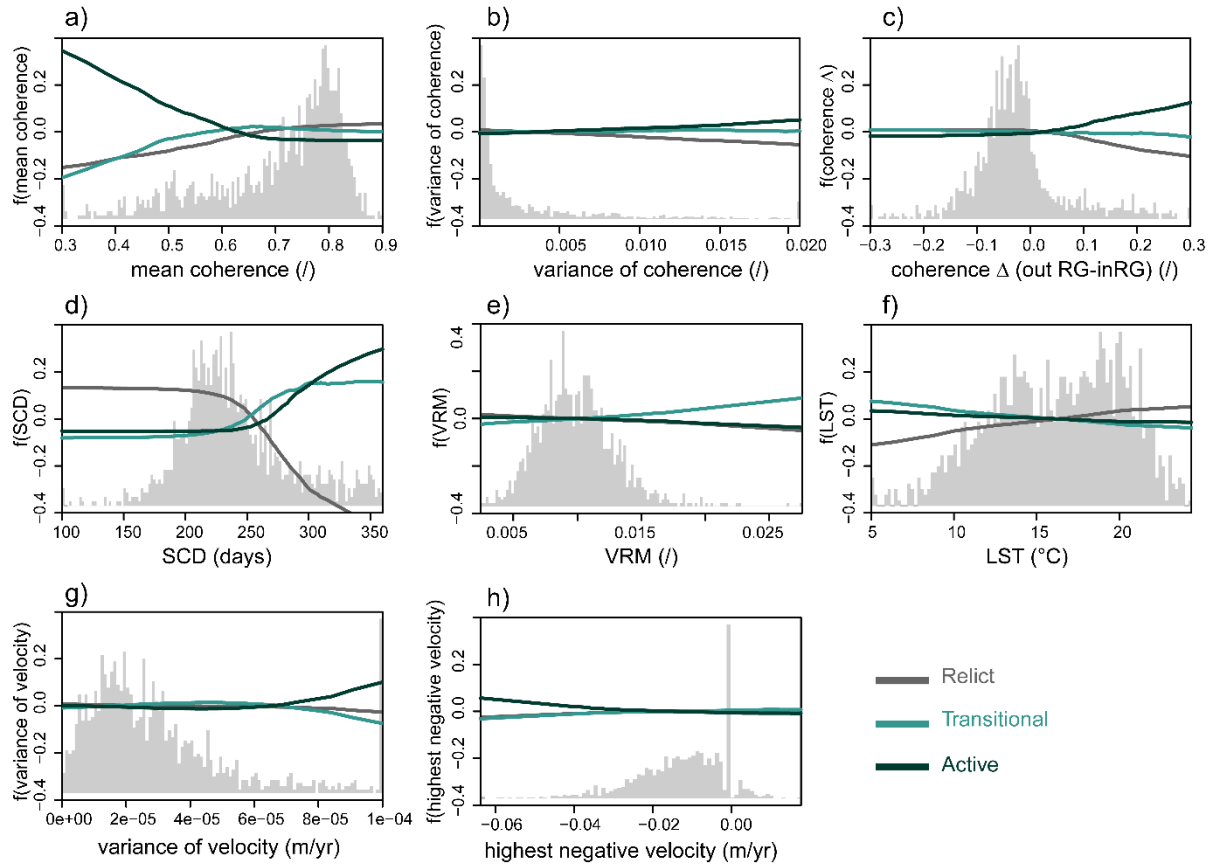 a)
b)
c)
f(mean coherence)
0.2
0.0
−0.2
−0.4
0.3 0.4 0.5 0.6 0.7 0.8 0.9
mean coherence (/)
f(variance of coherence)
0.2
0.0
−0.2
−0.4
0.005 0.010 0.015 0.020
variance of coherence (/)
f(coherence Δ)
0.2
0.0
−0.2
−0.4
−0.3 −0.1 0.0 0.1 0.2 0.3
coherence Δ (out RG-inRG) (/)
d)
e)
f)
f(SCD)
0.2
0.0
−0.2
−0.4
100 150 200 250 300 350
SCD (days)
f(VRM)
0.4
0.2
0.0
−0.2
−0.4
0.005 0.015 0.025
VRM (/)
f(LST)
0.2
0.0
−0.2
−0.4
5 10 15 20
LST (°C)
g)
h)
f(variance of velocity)
0.2
0.0
−0.2
−0.4
0e+00 2e-05 4e-05 6e-05 8e-05 1e-04
variance of velocity (m/yr)
f(highest negative velocity)
0.2
0.0
−0.2
−0.4
−0.06 −0.04 −0.02 0.00
highest negative velocity (m/yr)
Relict
Transitional
Active